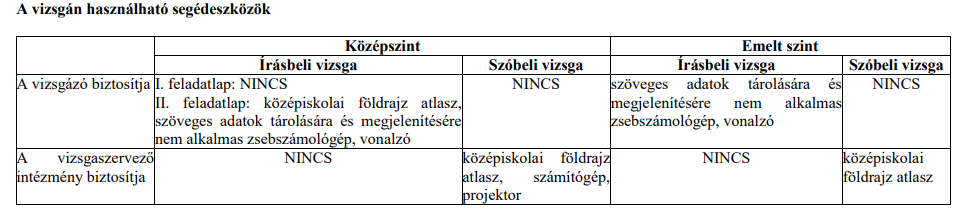 A vizsgán használható segédeszközök
Középszint
Emelt szint
Írásbeli vizsga
Szóbeli vizsga
Írásbeli vizsga
Szóbeli vizsga
A vizsgázó biztosítja
I. feladatlap: NINCS
II. feladatlap: középiskolai földrajz atlasz,
szöveges adatok tárolására és megjelenítésére
nem alkalmas zsebszámológép, vonalzó
NINCS
szöveges adatok tárolására és
megjelenítésére nem alkalmas
zsebszámológép, vonalzó
NINCS
A vizsgaszervező
intézmény biztosítja
NINCS
középiskolai földrajz
atlasz, számítógép,
projektor
NINCS
középiskolai
földrajz atlasz